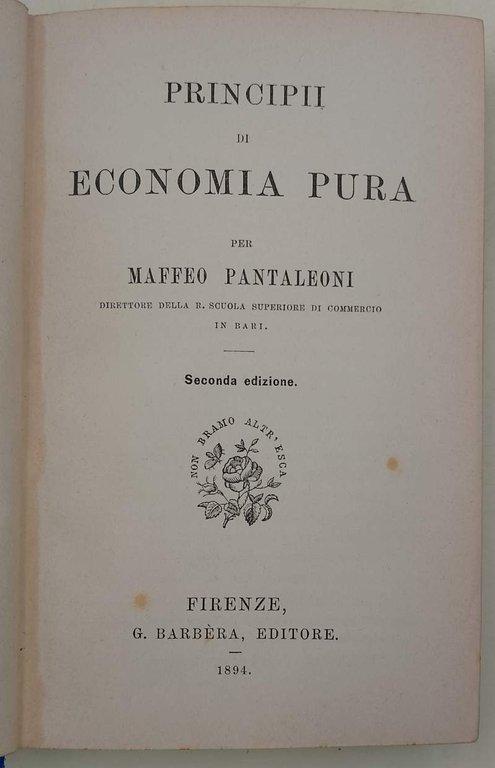 PRINCIPII
DI
ECONOMIA PURA
PER
MAFFEO PANTALEONI
DIRETTORE DELLA R. SCUOLA SUPERIORE DI COMMERCIO
IN BARI.
Seconda edizione.
NON BRAMO ALTR' ESCA
FIRENZE,
G. BARBÈRA, EDITORE.
1894.